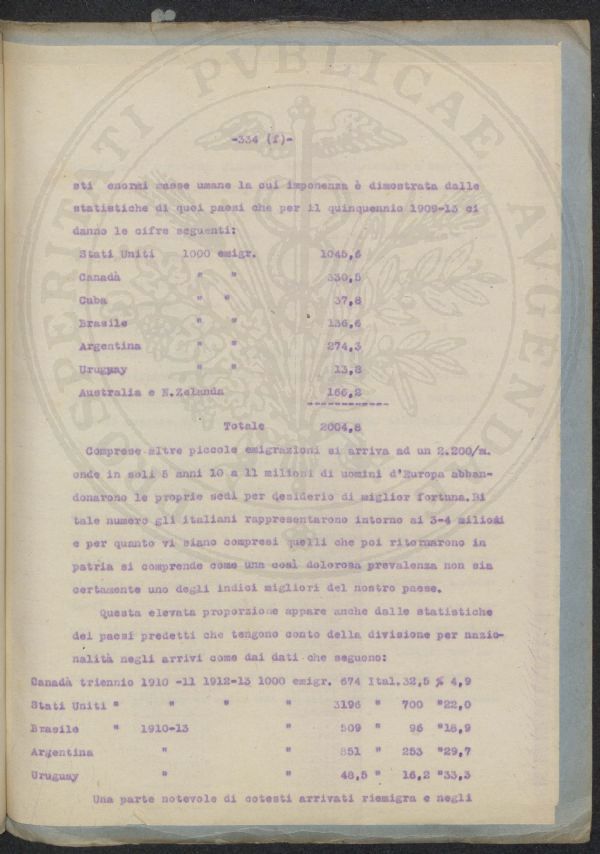 -334 (f)-
sti enormi masse umane la cui imponenza è dimostrata dalle
statistiche di quei paesi che per il quinquennio 1909-13 ci
danno le cifre seguenti:
Stati Uniti 1000 emigr. 1045,6
Canadà " " 330,5
Cuba " " 37,8
Brasile " " 136,6
Argentina " " 274,3
Uruguay " " 13,8
Australia e N.Zelanda 166,2
Totale 2004,8
Comprese altre piccole emigrazioni si arriva ad un 2.200/m.
onde in soli 5 anni 10 a 11 milioni di uomini d'Europa abban-
donarono le proprie sedi per desiderio di miglior fortuna.Di
tale numero gli italiani rappresentarono intorno ai 3-4 milioni
e per quanto vi siano compresi quelli che poi ritornarono in
patria si comprende come una così dolorosa prevalenza non sia
certamente uno degli indici migliori del nostro paese.
Questa elevata proporzione appare anche dalle statistiche
dei paesi predetti che tengono conto della divisione per nazio-
nalità negli arrivi come dai dati che seguono:
Canadà triennio 1910 -11 1912-13 1000 emigr. 674 Ital.32,5 % 4,9
Stati Uniti " " " " 3196 " 700 "22,0
Brasile " 1910-13 " 509 " 96 "18,9
Argentina " " 851 " 253 "29,7
Uruguay " " 48,5 " 16,2 "33,3
Una parte notevole di cotesti arrivati riemigra e negli
PROSPERITATI PVBLICAE AVGENDAE